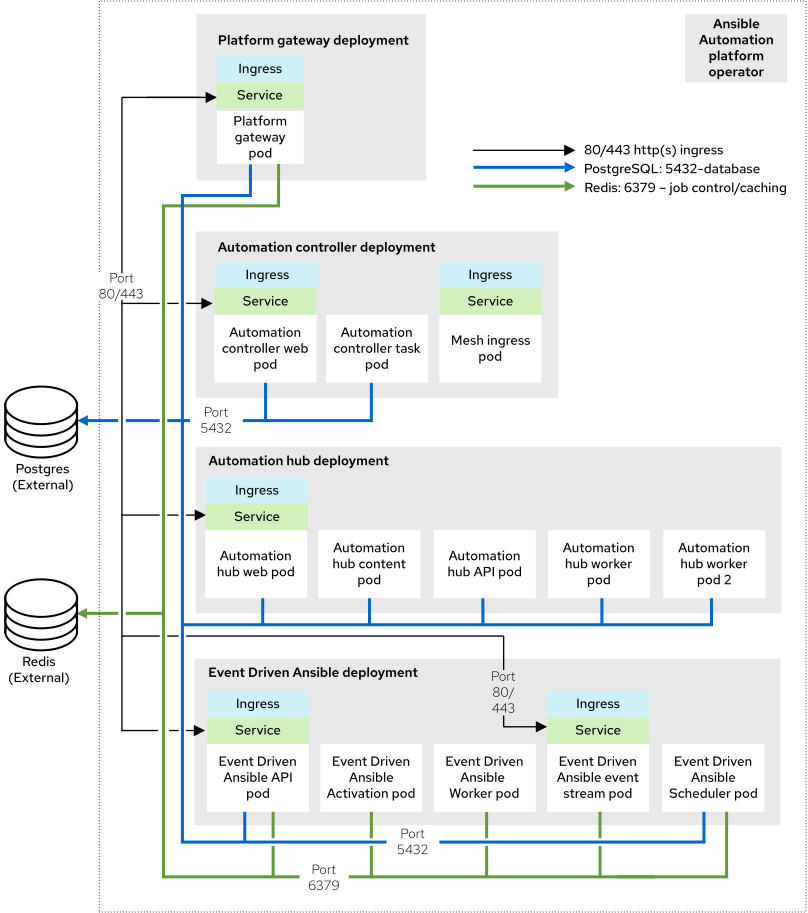 Platform gateway deployment
Ingress
Service
Platform
gateway
pod
Ansible
Automation
platform
operator
80/443 http(s) ingress
PostgreSQL: 5432-database
Redis: 6379 – job control/caching
Port
80/443
Automation controller deployment
Ingress
Service
Automation
controller web
pod
Automation
controller task
pod
Ingress
Service
Mesh ingress
pod
Port
5432
Postgres
(External)
Automation hub deployment
Ingress
Service
Automation
hub web pod
Automation
hub content
pod
Automation
hub API pod
Automation
hub worker
pod
Automation
hub worker
pod 2
Redis
(External)
Event Driven Ansible deployment
Port
80/
443
Ingress
Service
Event Driven
Ansible API
pod
Event Driven
Ansible
Activation pod
Event Driven
Ansible
Worker pod
Ingress
Service
Event Driven
Ansible event
stream pod
Event Driven
Ansible
Scheduler pod
Port
5432
Port
6379